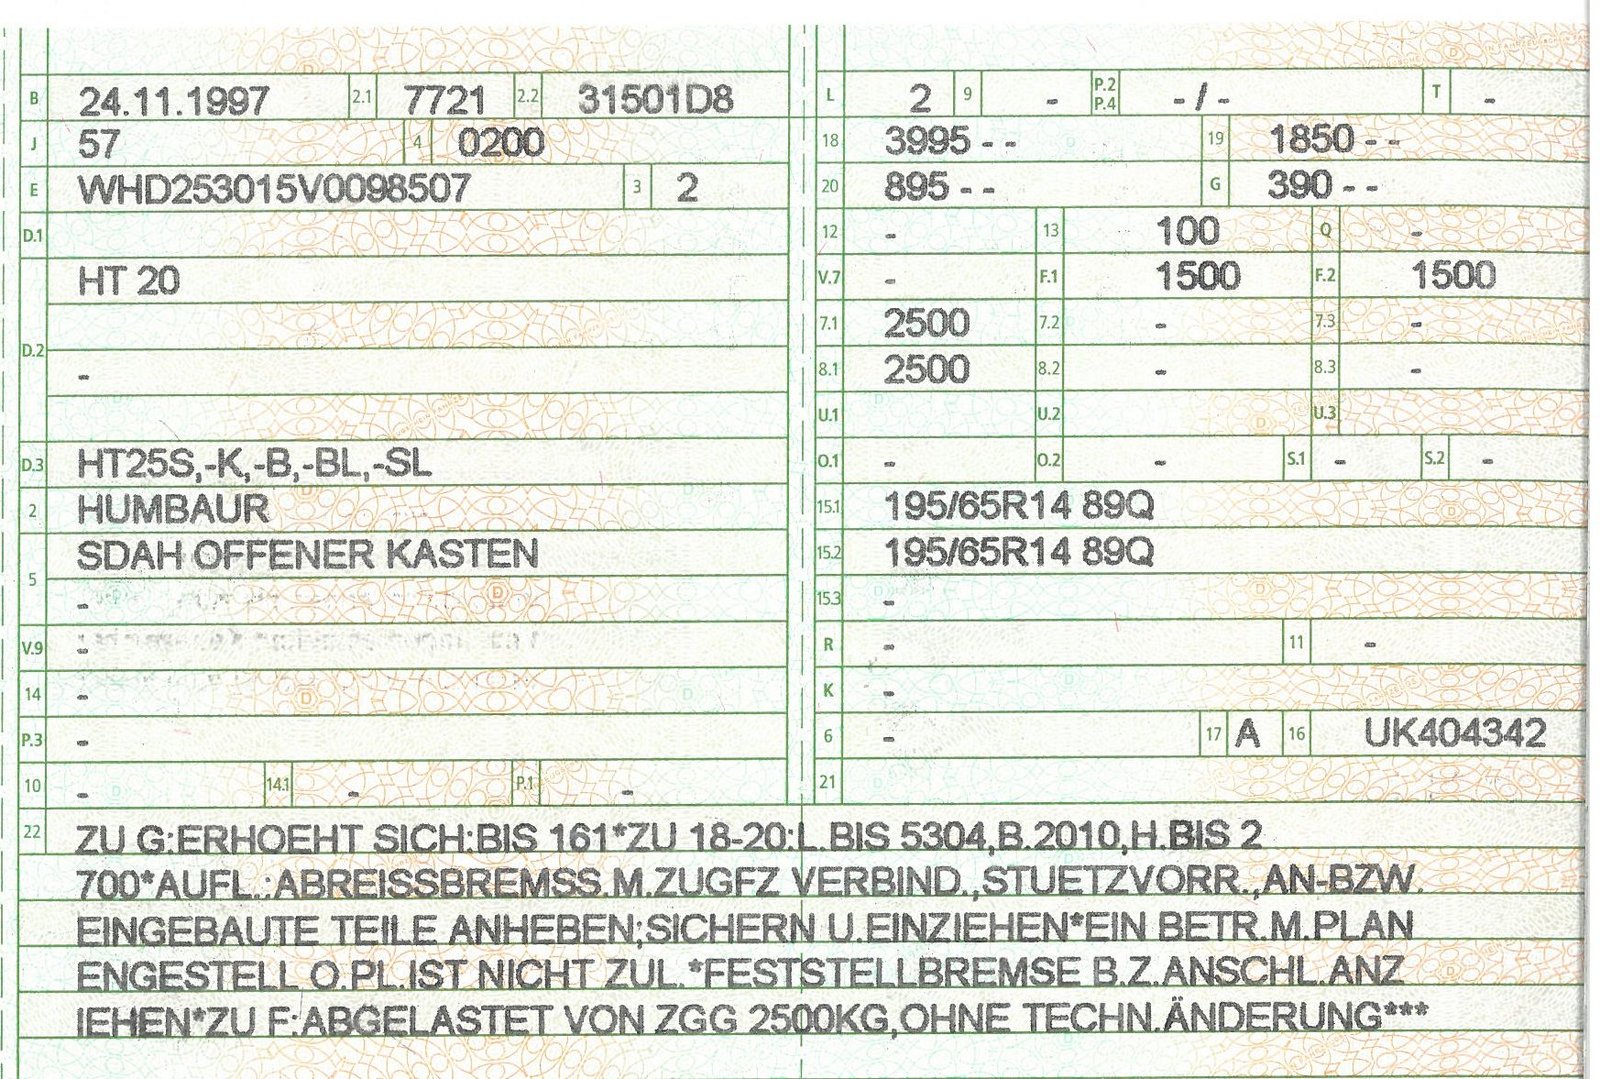 B 24.11.1997 2.1 7721 2.2 31501D8
J 57 4 0200
E WHD253015V0098507 3 2
D.1
HT 20
D.2
-
D.3 HT25S,-K,-B,-BL,-SL
2 HUMBAUR
SDAH OFFENER KASTEN
5 -
V.9 -
14 -
P.3 -
10 - 14.1 - P.1 -
L 2 9 - P.2 P.4 -/- T -
18 3995-- 19 1850--
20 895-- G 390--
12 - 13 100 Q -
V.7 - F.1 1500 F.2 1500
7.1 2500 7.2 - 7.3 -
8.1 2500 8.2 - 8.3 -
U.1 U.2 U.3
O.1 - O.2 - S.1 - S.2 -
15.1 195/65R14 89Q
15.2 195/65R14 89Q
15.3 -
R - 11 -
K -
6 - 17 A 16 UK404342
21
22 ZU G:ERHOEHT SICH:BIS 161*ZU 18-20:L.BIS 5304,B.2010,H.BIS 2
700*AUFL.:ABREISSBREMSS.M.ZUGFZ VERBIND.,STUETZVORR.,AN-BZW.
EINGEBAUTE TEILE ANHEBEN;SICHERN U.EINZIEHEN*EIN BETR.M.PLAN
ENGESTELL O.PL.IST NICHT ZUL.*FESTSTELLBREMSE B.Z.ANSCHL.ANZ
IEHEN*ZU F:ABGELASTET VON ZGG 2500KG,OHNE TECHN.ÄNDERUNG***